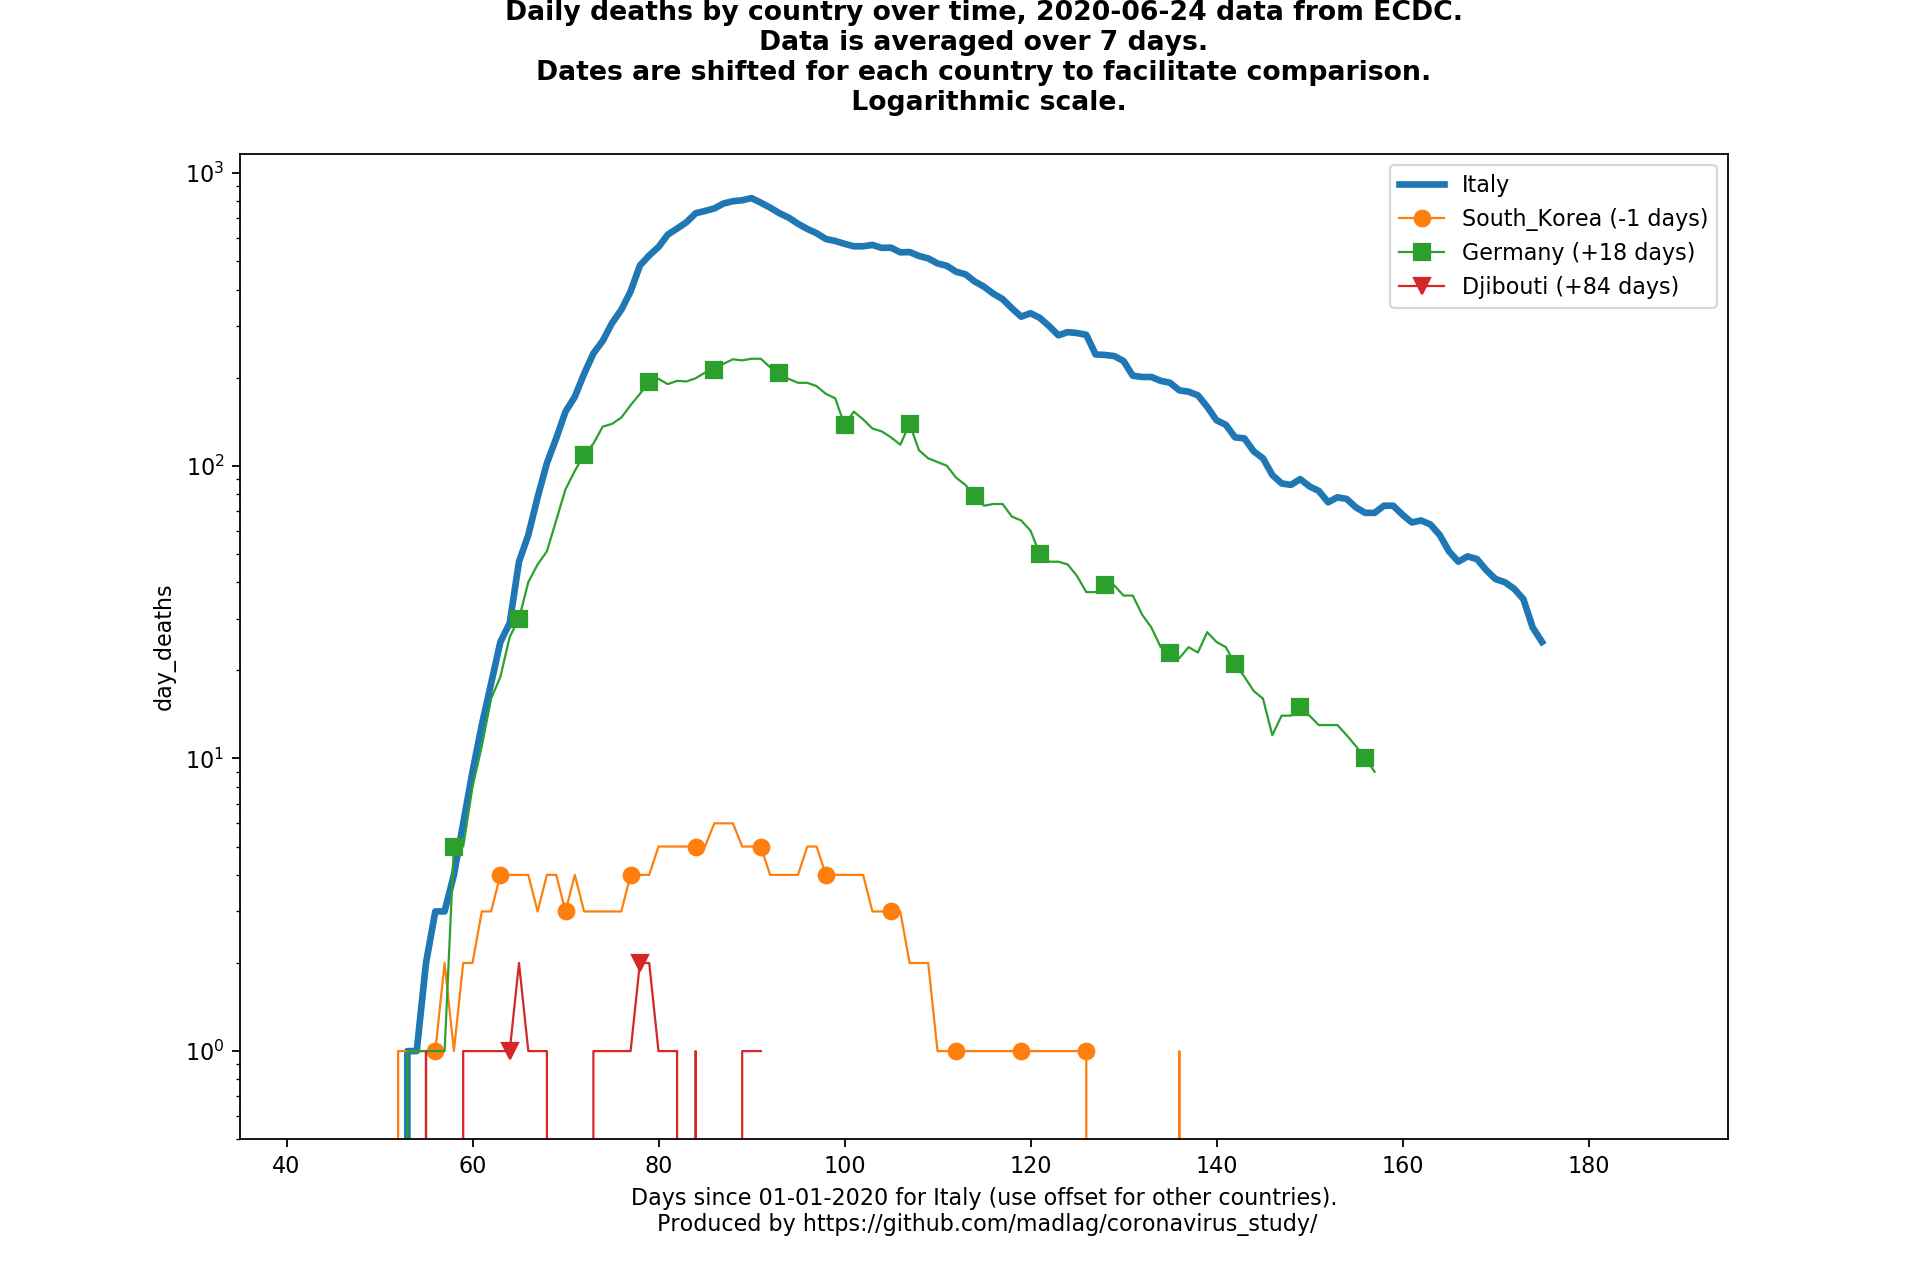 Daily deaths by country over time, 2020-06-24 data from ECDC.
Data is averaged over 7 days.
Dates are shifted for each country to facilitate comparison.
Logarithmic scale.
10³
10²
10¹
10⁰
day_deaths
Italy
South_Korea (-1 days)
Germany (+18 days)
Djibouti (+84 days)
40 60 80 100 120 140 160 180
Days since 01-01-2020 for Italy (use offset for other countries).
Produced by https://github.com/madlag/coronavirus_study/